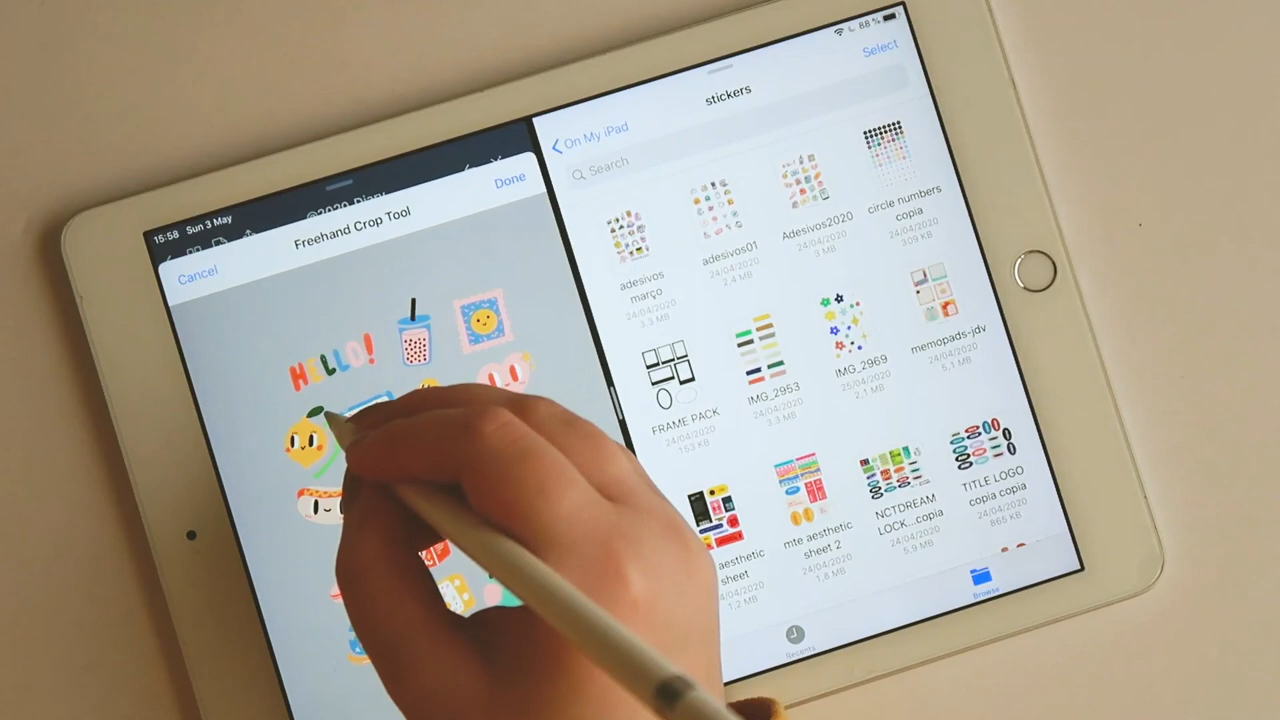 15:58 Sun 3 May
@2020 Diary
Cancel
Freehand Crop Tool
Done
HELLO!
88 %
Select
stickers
On My iPad
Search
adesivos
março
24/04/2020
3,3 MB
adesivos01
24/04/2020
2,4 MB
Adesivos2020
24/04/2020
3 MB
circle numbers
copia
24/04/2020
309 KB
FRAME PACK
24/04/2020
153 KB
IMG_2953
24/04/2020
3,3 MB
IMG_2969
25/04/2020
2,1 MB
memopads-jdv
24/04/2020
5,1 MB
aesthetic
sheet
/04/2020
1,2 MB
mte aesthetic
sheet 2
24/04/2020
1,8 MB
NCTDREAM
LOCK...copia
24/04/2020
5,9 MB
TITLE LOGO
copia copia
24/04/2020
865 KB
Recents
Browse